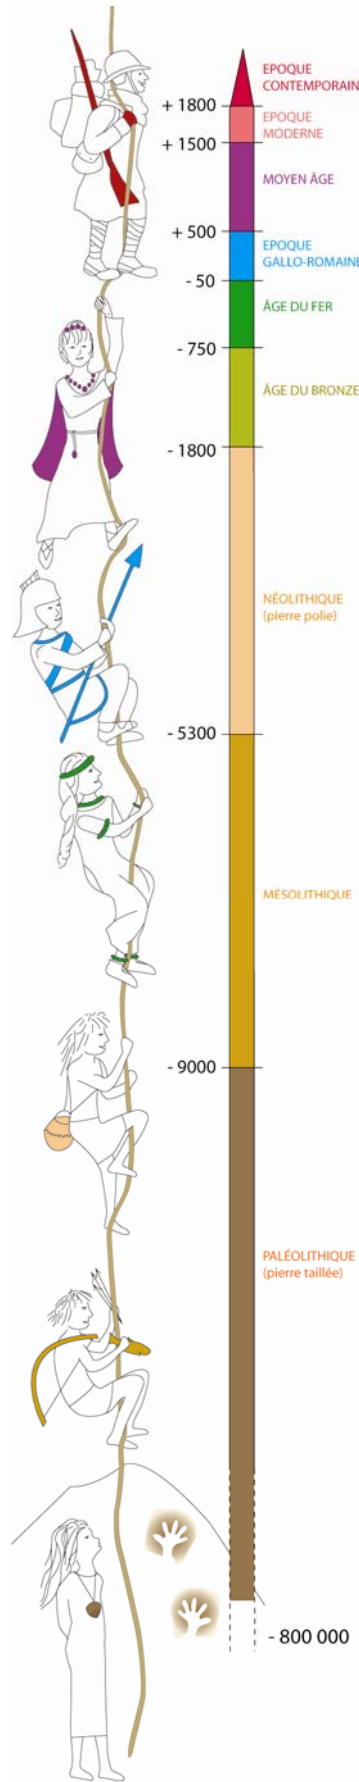 EPOQUE
CONTEMPORAIN
+ 1800
EPOQUE
MODERNE
+ 1500
MOYEN ÂGE
+ 500
EPOQUE
GALLO-ROMAINE
- 50
ÂGE DU FER
- 750
ÂGE DU BRONZE
- 1800
NÉOLITHIQUE
(pierre polie)
- 5300
MÉSOLITHIQUE
- 9000
PALÉOLITHIQUE
(pierre taillée)
- 800 000